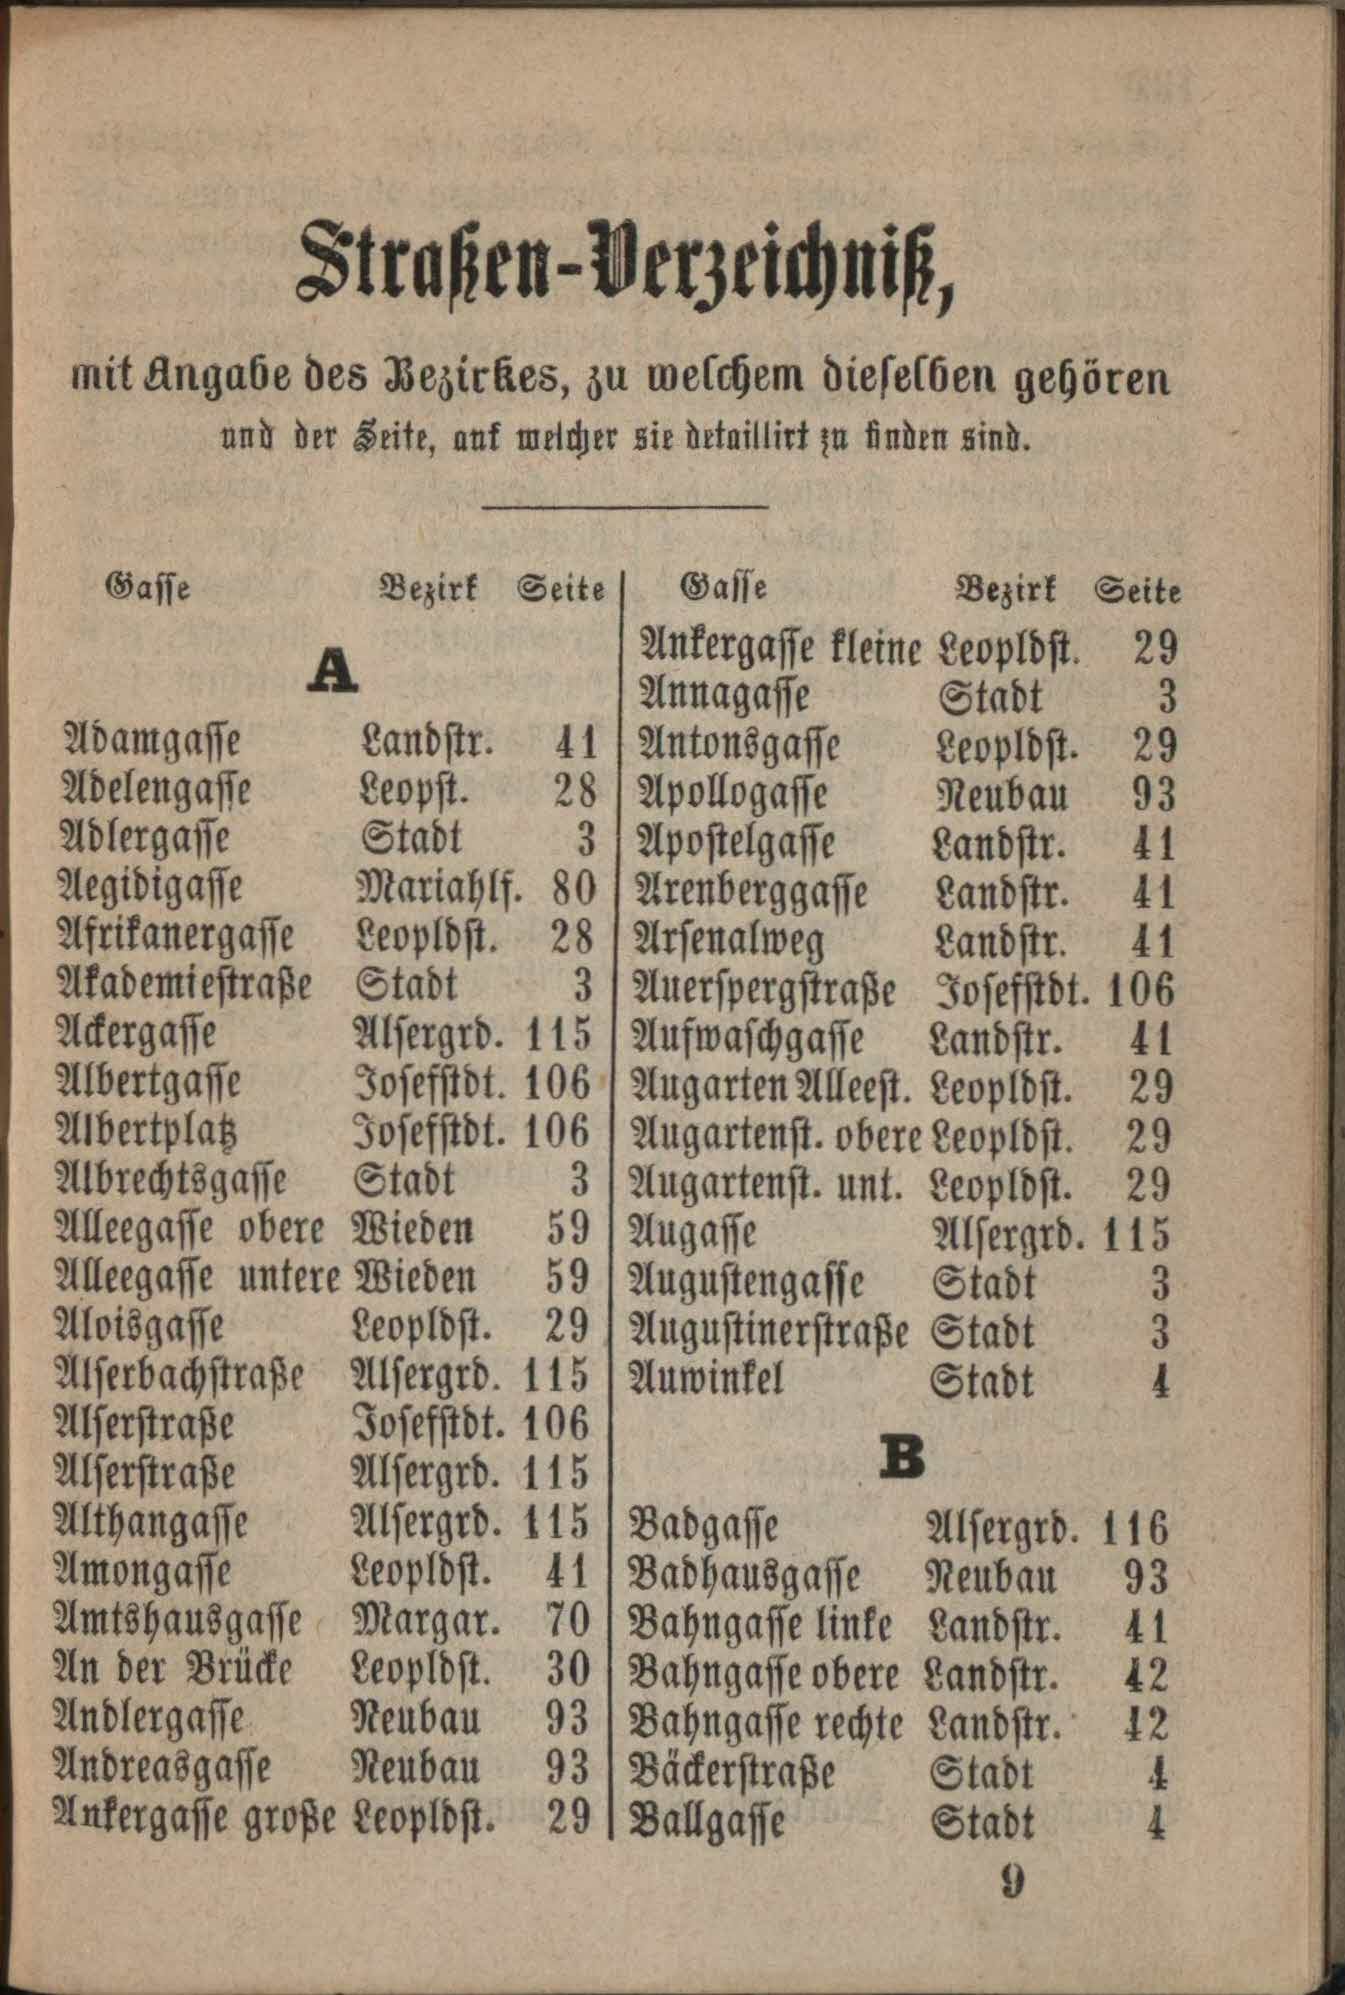 Straßen-Verzeichniß,
mit Angabe des Bezirkes, zu welchem dieselben gehören
und der Seite, auf welcher sie detaillirt zu finden sind.
Gasse Bezirk Seite
A
Adamgasse Landstr. 41
Adelengasse Leopst. 28
Adlergasse Stadt 3
Aegidigasse Mariahlf. 80
Afrikanergasse Leopldst. 28
Akademiestraße Stadt 3
Ackergasse Alsergrd. 115
Albertgasse Josefstdt. 106
Albertplatz Josefstdt. 106
Albrechtsgasse Stadt 3
Alleegasse obere Wieden 59
Alleegasse untere Wieden 59
Aloisgasse Leopldst. 29
Alserbachstraße Alsergrd. 115
Alserstraße Josefstdt. 106
Alserstraße Alsergrd. 115
Althangasse Alsergrd. 115
Amongasse Leopldst. 41
Amtshausgasse Margar. 70
An der Brücke Leopldst. 30
Andlergasse Neubau 93
Andreasgasse Neubau 93
Ankergasse große Leopldst. 29
Gasse Bezirk Seite
Ankergasse kleine Leopldst. 29
Annagasse Stadt 3
Antonsgasse Leopldst. 29
Apollogasse Neubau 93
Apostelgasse Landstr. 41
Arenberggasse Landstr. 41
Arsenalweg Landstr. 41
Auerspergstraße Josefstdt. 106
Aufwaschgasse Landstr. 41
Augarten Alleest. Leopldst. 29
Augartenst. obere Leopldst. 29
Augartenst. unt. Leopldst. 29
Augasse Alsergrd. 115
Augustengasse Stadt 3
Augustinerstraße Stadt 3
Auwinkel Stadt 4
B
Badgasse Alsergrd. 116
Badhausgasse Neubau 93
Bahngasse linke Landstr. 41
Bahngasse obere Landstr. 42
Bahngasse rechte Landstr. 42
Bäckerstraße Stadt 4
Ballgasse Stadt 4
9